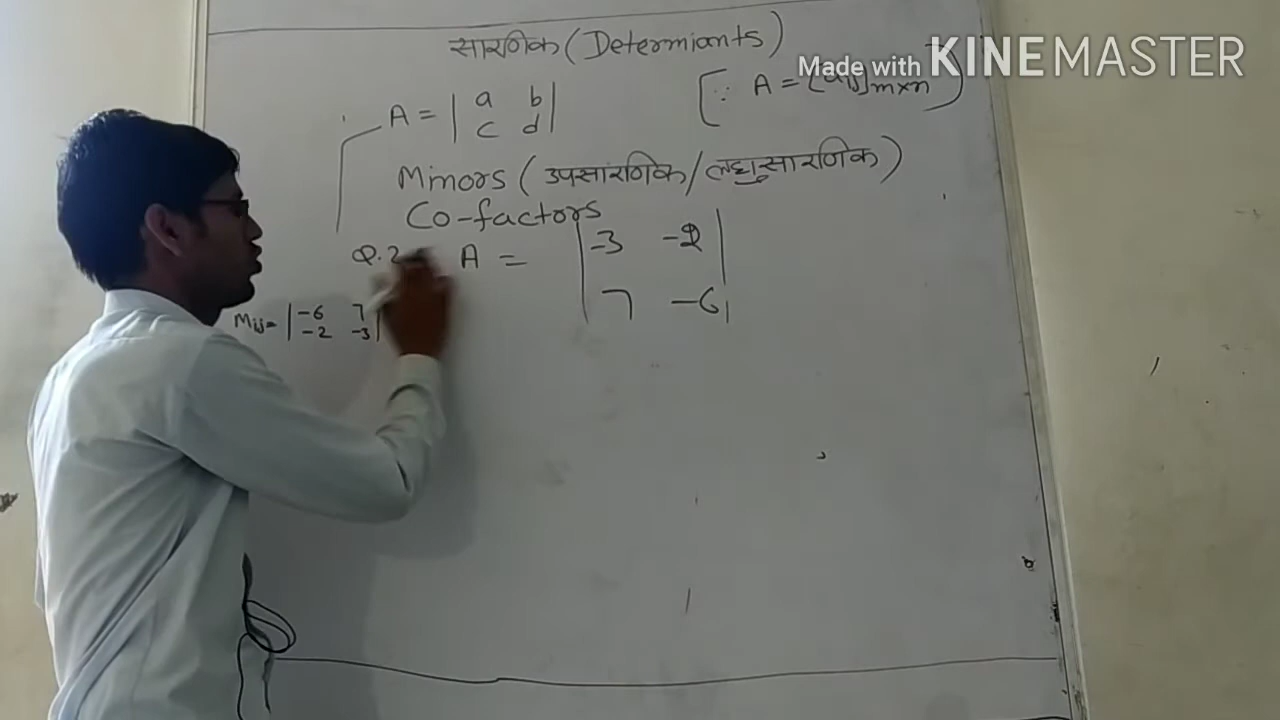 सारणिक (Determiants)
Made with KINEMASTER
A = | a b |
| c d |
[∵ A = [aij]m×n]
Minors (उपसारणिक/लघुसारणिक)
Co-factors
Q.2 A = | -3 -2 |
| 7 -6 |
Mij = | -6 7 |
| -2 -3 |